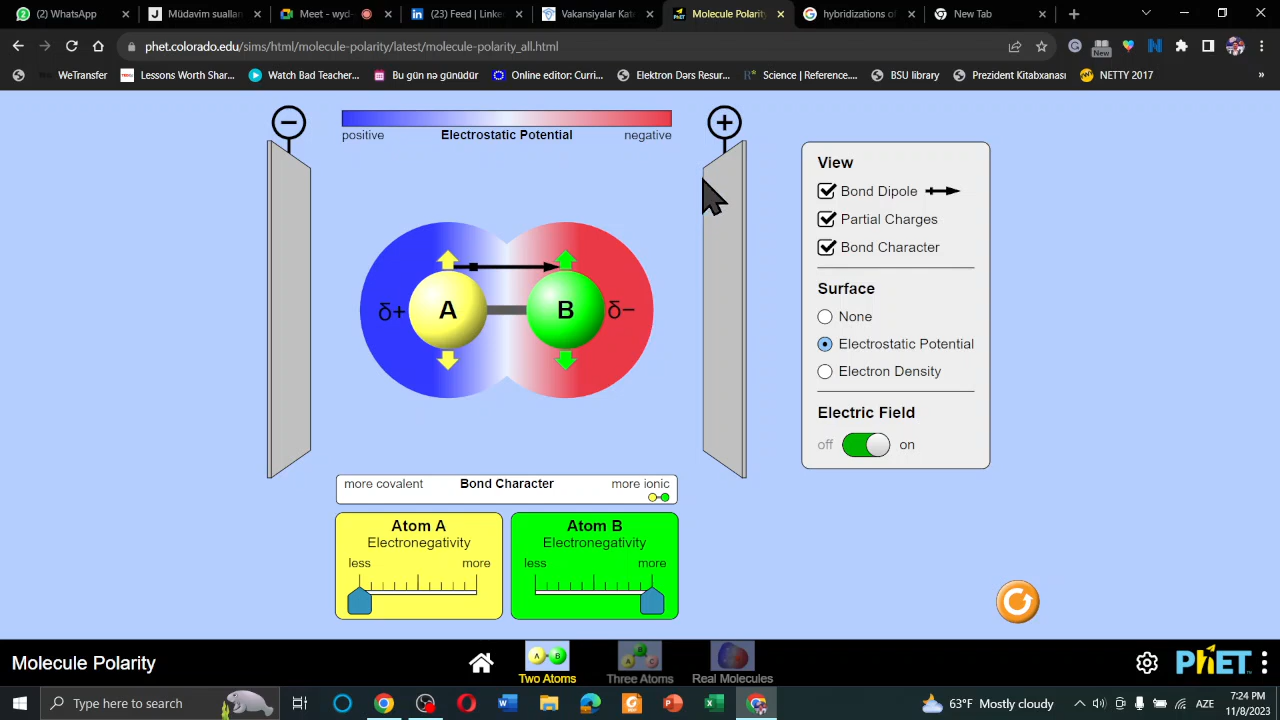 (2) WhatsApp
Müdavim sualları
Meet - wyd-
(23) Feed | Linke
Vakansiyalar Kata
Molecule Polarity
hybridizations of
New Tab
phet.colorado.edu/sims/html/molecule-polarity/latest/molecule-polarity_all.html
New
WeTransfer
Lessons Worth Shar...
Watch Bad Teacher...
Bu gün nə günüdür
Online editor: Curri...
Elektron Dərs Resur...
Science | Reference....
BSU library
Prezident Kitabxanası
NETTY 2017
»
−
+
positive
Electrostatic Potential
negative
View
Bond Dipole
Partial Charges
Bond Character
Surface
None
Electrostatic Potential
Electron Density
Electric Field
off
on
δ+
A
B
δ−
more covalent
Bond Character
more ionic
Atom A
Electronegativity
less
more
Atom B
Electronegativity
less
more
Molecule Polarity
A B
Two Atoms
A B C
Three Atoms
Real Molecules
PhET
Type here to search
63°F Mostly cloudy
AZE
7:24 PM
11/8/2023